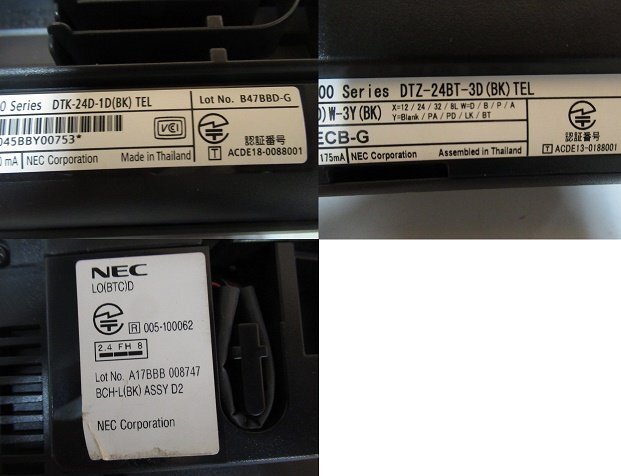 00 Series DTK-24D-1D(BK) TEL
Lot No. B47BBD-G
045BBY00753*
VCI
認証番号
0 mA NEC Corporation Made in Thailand
T ACDE18-0088001
00 Series DTZ-24BT-3D(BK) TEL
)W-3Y(BK)
X=12 / 24 / 32 / 8L W=D / B / P / A
Y=Blank / PA / PD / LK / BT
ECB-G
認証番号
175mA NEC Corporation Assembled in Thailand
T ACDE13-0188001
NEC
LO(BTC)D
R 005-100062
2.4 FH 8
Lot No. A17BBB 008747
BCH-L(BK) ASSY D2
NEC Corporation